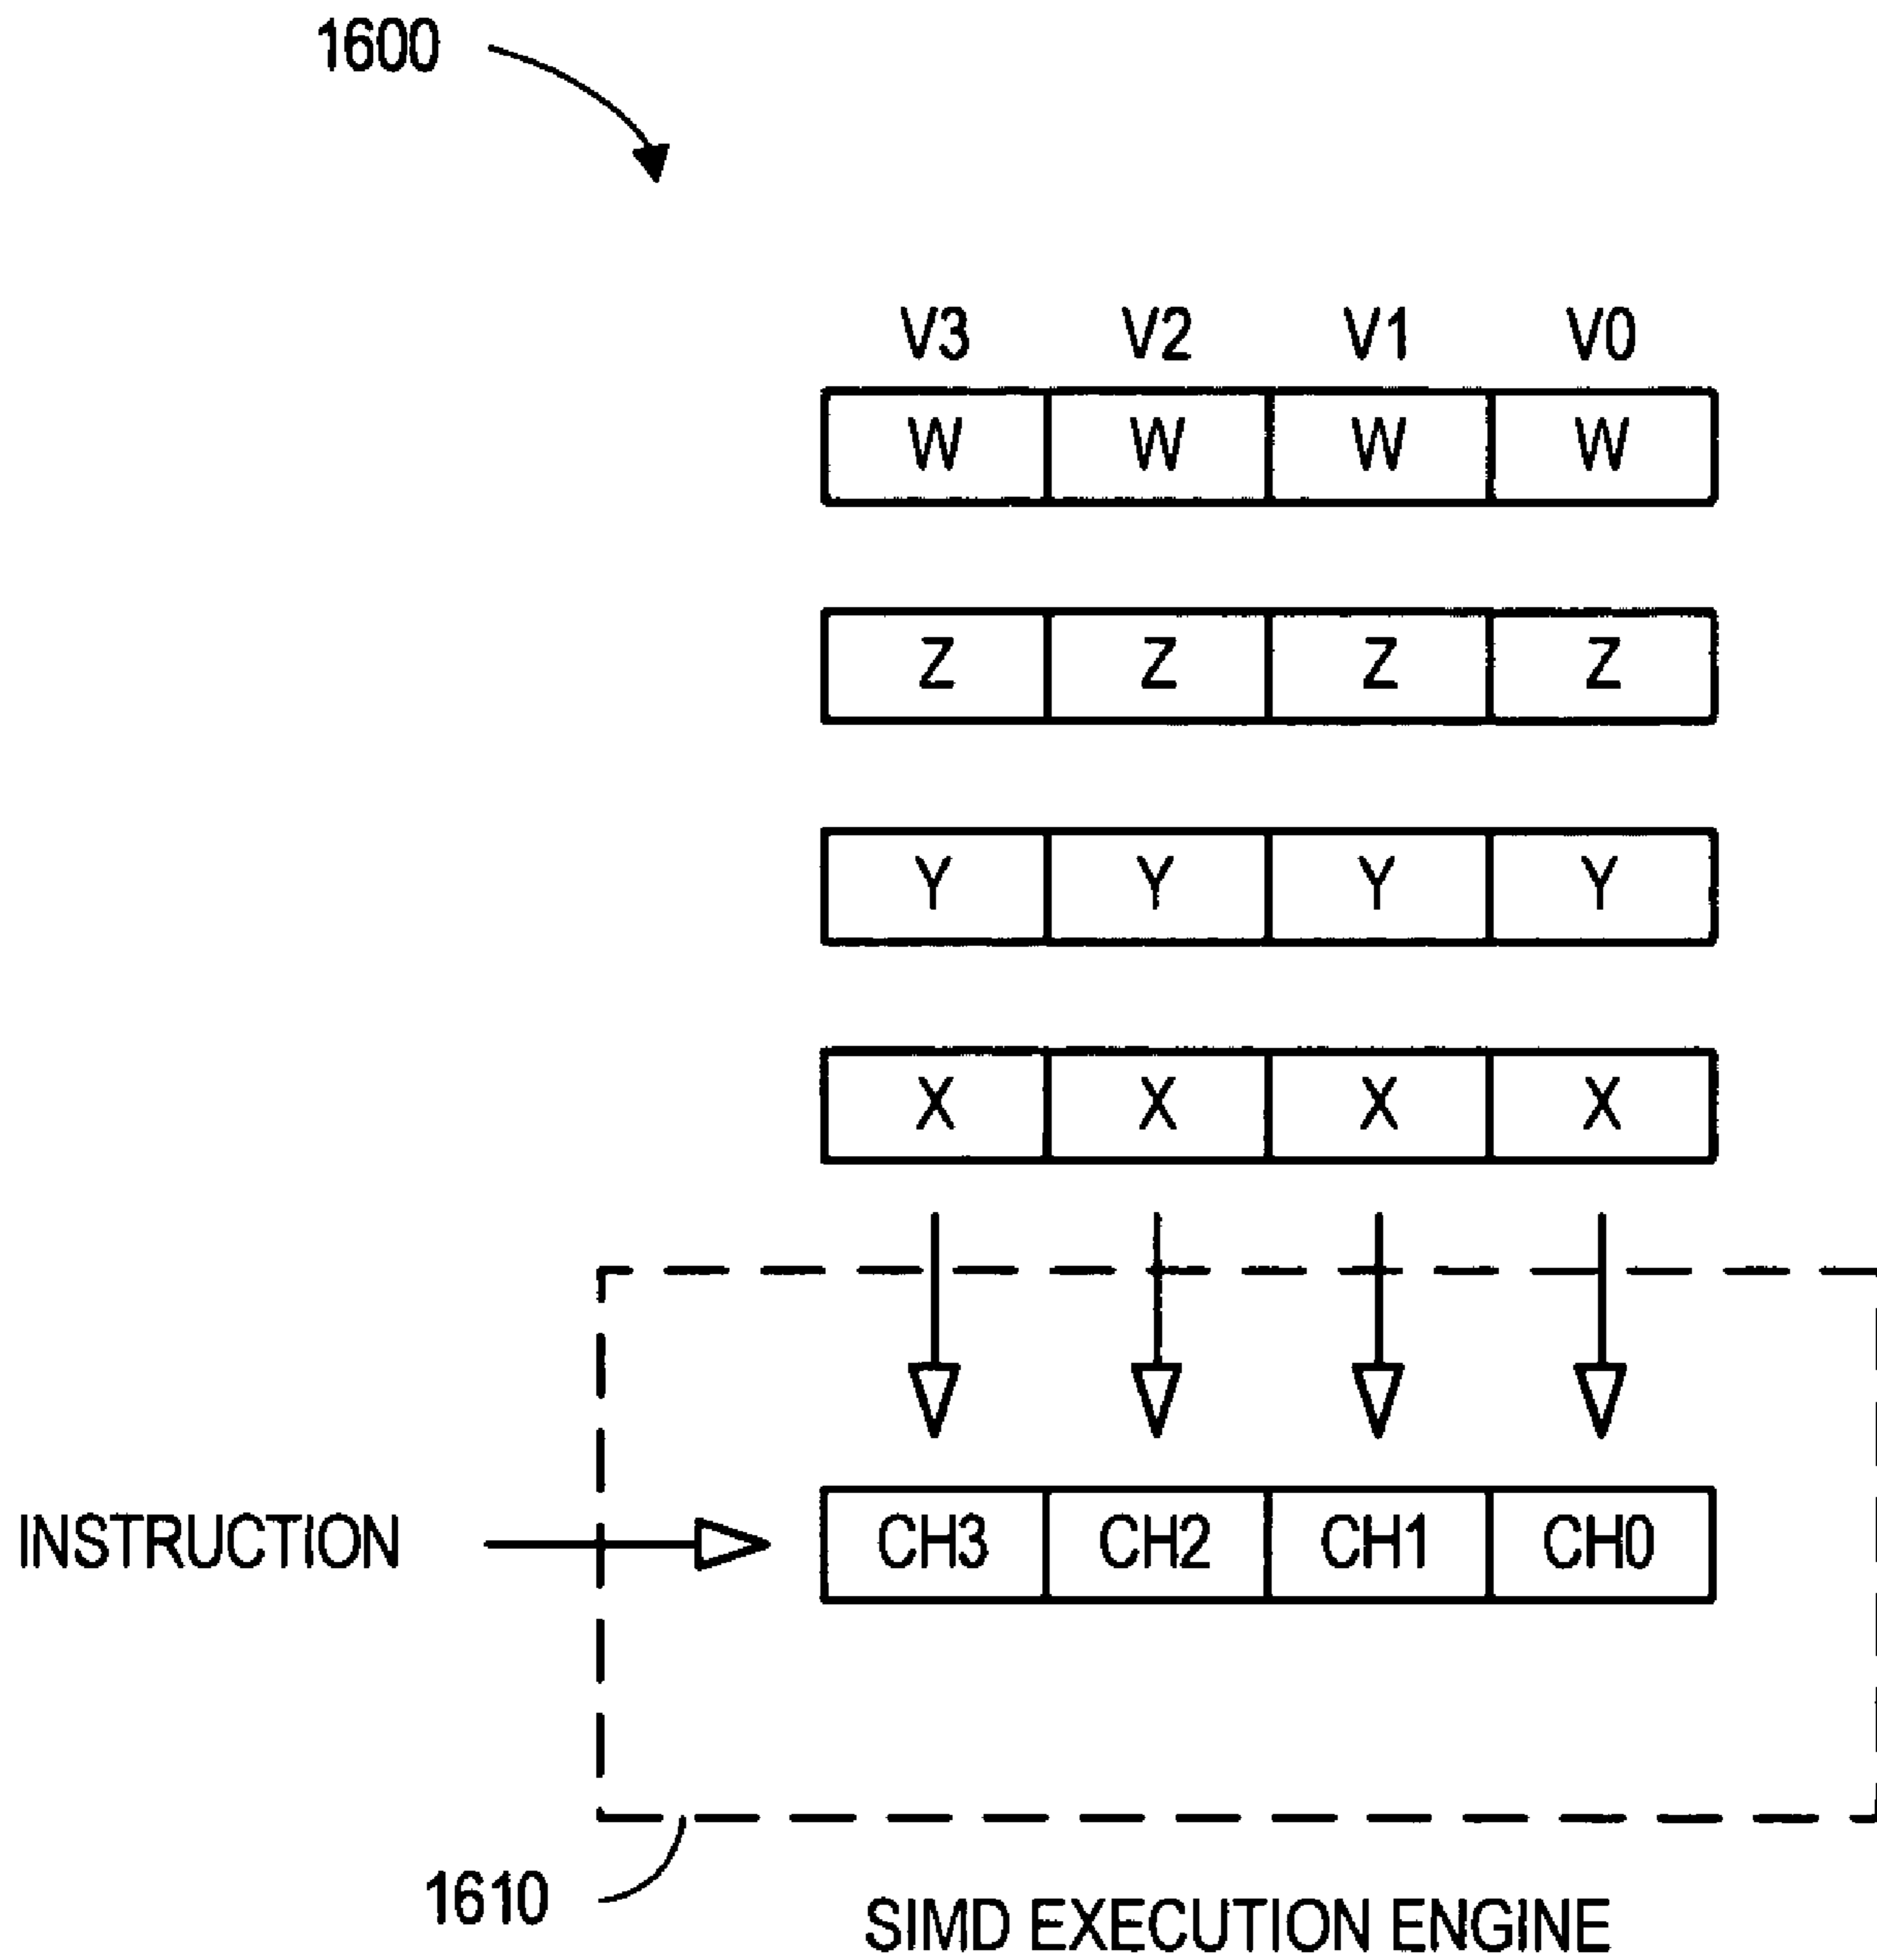 1600
V3 V2 V1 V0
W W W W
Z Z Z Z
Y Y Y Y
X X X X
INSTRUCTION CH3 CH2 CH1 CH0
1610
SIMD EXECUTION ENGINE